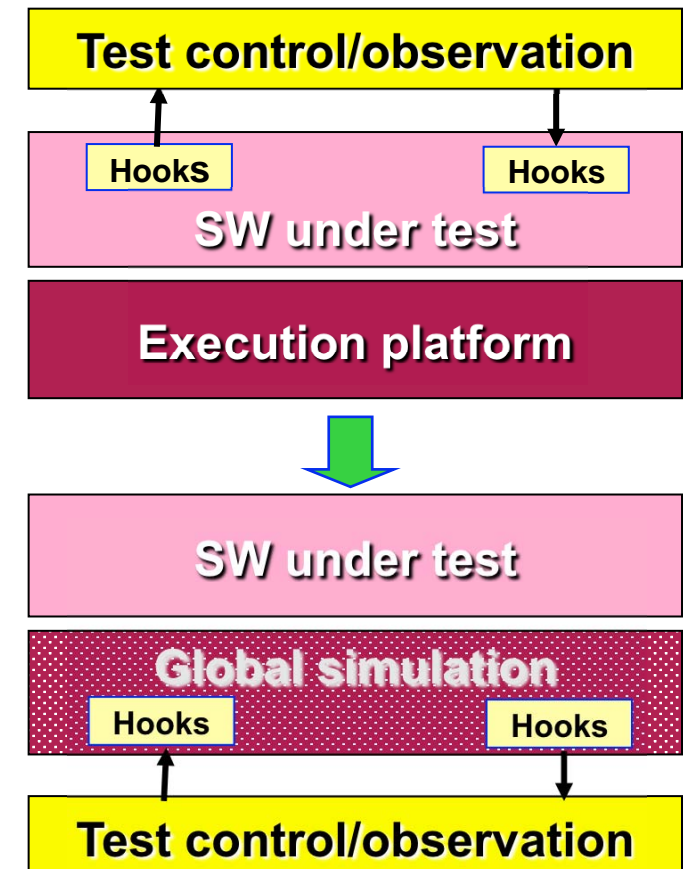 Test control/observation
Hooks
Hooks
SW under test
Execution platform
SW under test
Global simulation
Hooks
Hooks
Test control/observation